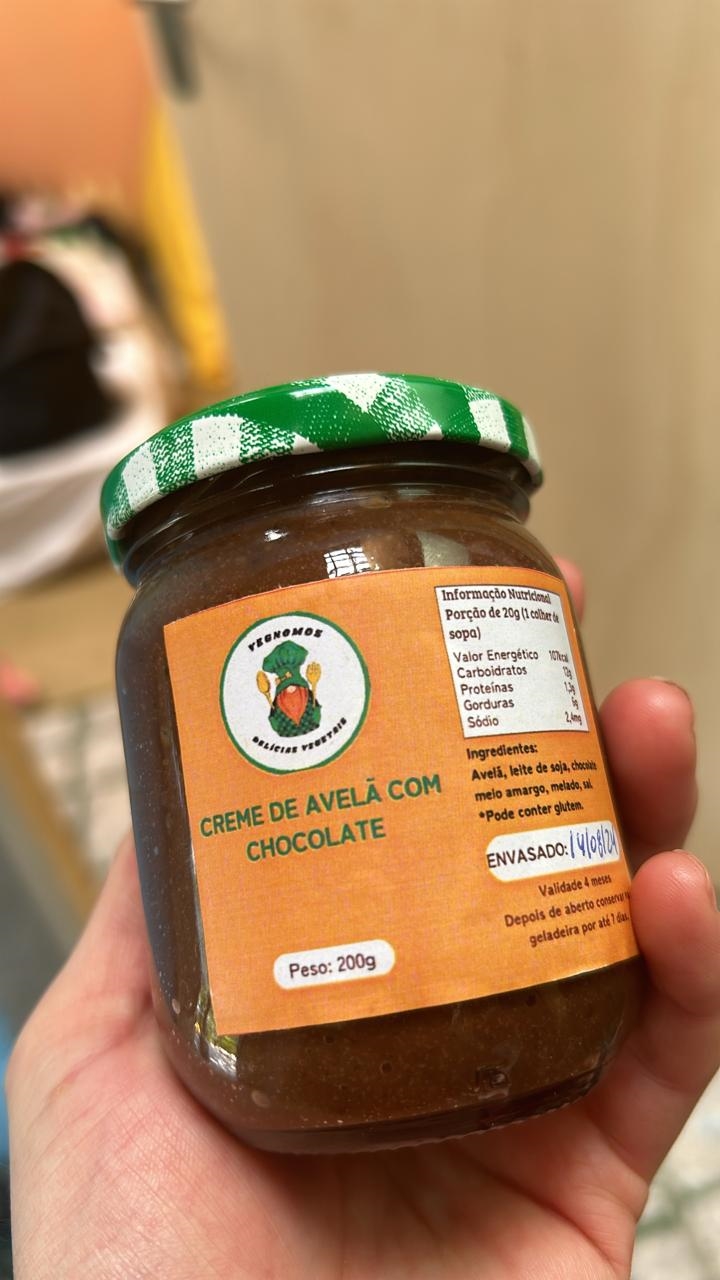 VEGNOMOS
DELÍCIAS VEGETAIS
CREME DE AVELÃ COM
CHOCOLATE
Peso: 200g
Informação Nutricional
Porção de 20g (1 colher de
sopa)
Valor Energético 107kcal
Carboidratos 12g
Proteínas 1,3g
Gorduras 6g
Sódio 2,4mg
Ingredientes:
Avelã, leite de soja, chocolate
meio amargo, melado, sal.
*Pode conter glutem.
ENVASADO: 14/08/24
Validade 4 meses
Depois de aberto conservar
geladeira por até 7 dias.